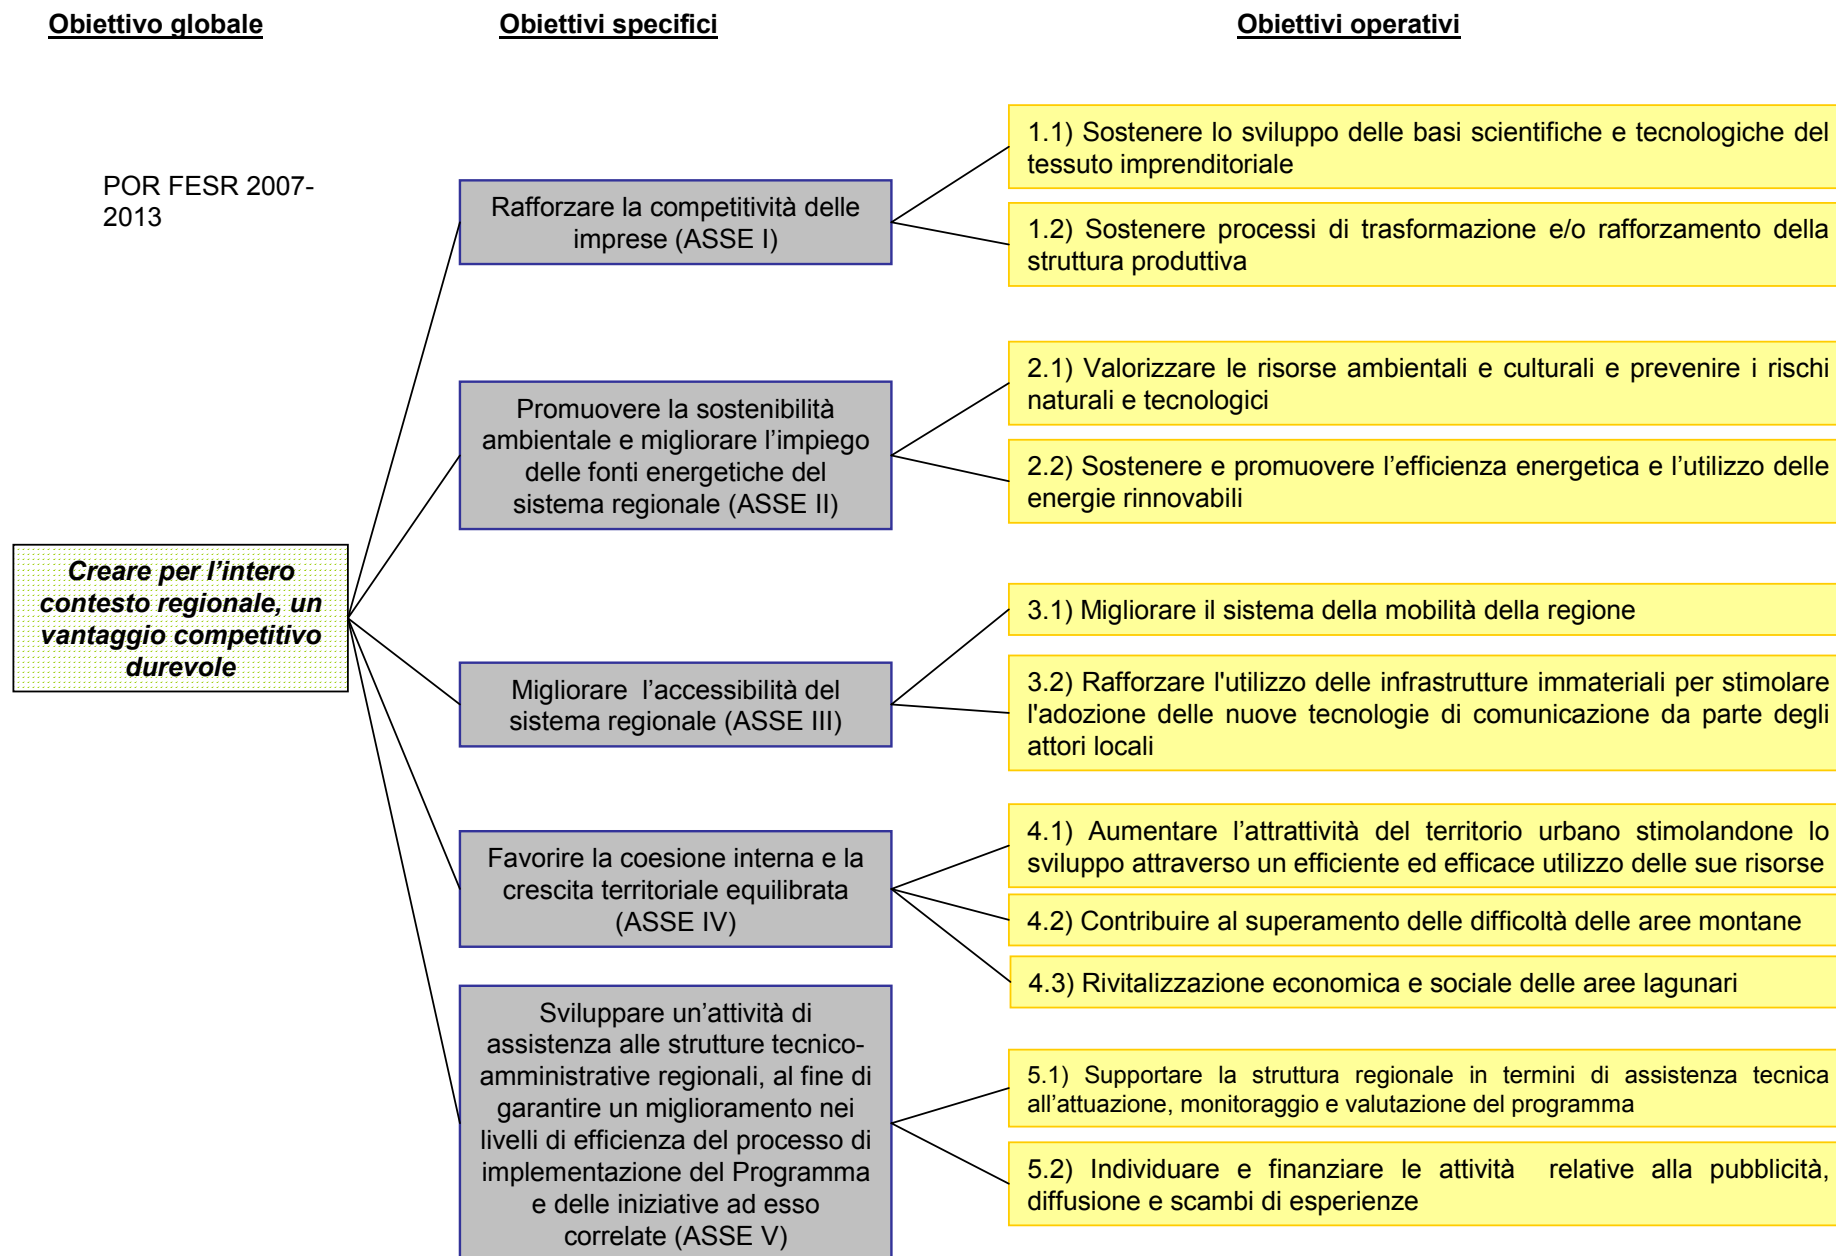 Obiettivo globale
Obiettivi specifici
Obiettivi operativi
POR FESR 2007-
2013
Creare per l’intero
contesto regionale, un
vantaggio competitivo
durevole
Rafforzare la competitività delle
imprese (ASSE I)
1.1) Sostenere lo sviluppo delle basi scientifiche e tecnologiche del
tessuto imprenditoriale
1.2) Sostenere processi di trasformazione e/o rafforzamento della
struttura produttiva
Promuovere la sostenibilità
ambientale e migliorare l’impiego
delle fonti energetiche del
sistema regionale (ASSE II)
2.1) Valorizzare le risorse ambientali e culturali e prevenire i rischi
naturali e tecnologici
2.2) Sostenere e promuovere l’efficienza energetica e l’utilizzo delle
energie rinnovabili
Migliorare  l’accessibilità del
sistema regionale (ASSE III)
3.1) Migliorare il sistema della mobilità della regione
3.2) Rafforzare l'utilizzo delle infrastrutture immateriali per stimolare
l'adozione delle nuove tecnologie di comunicazione da parte degli
attori locali
Favorire la coesione interna e la
crescita territoriale equilibrata
(ASSE IV)
4.1) Aumentare l’attrattività del territorio urbano stimolandone lo
sviluppo attraverso un efficiente ed efficace utilizzo delle sue risorse
4.2) Contribuire al superamento delle difficoltà delle aree montane
4.3) Rivitalizzazione economica e sociale delle aree lagunari
Sviluppare un’attività di
assistenza alle strutture tecnico-
amministrative regionali, al fine di
garantire un miglioramento nei
livelli di efficienza del processo di
implementazione del Programma
e delle iniziative ad esso
correlate (ASSE V)
5.1) Supportare la struttura regionale in termini di assistenza tecnica
all’attuazione, monitoraggio e valutazione del programma
5.2) Individuare e finanziare le attività  relative alla pubblicità,
diffusione e scambi di esperienze